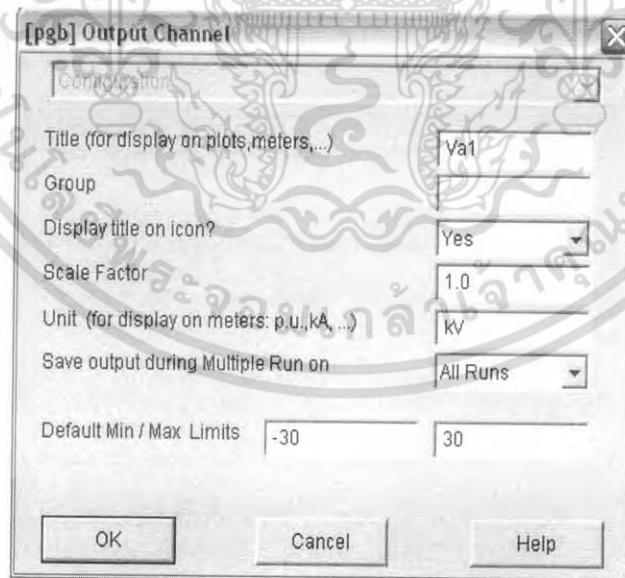 [pgb] Output Channel
Configuration
Title (for display on plots,meters,...) Va1
Group
Display title on icon? Yes
Scale Factor 1.0
Unit (for display on meters: p.u.,kA, ...) kV
Save output during Multiple Run on All Runs
Default Min / Max Limits -30 30
OK Cancel Help